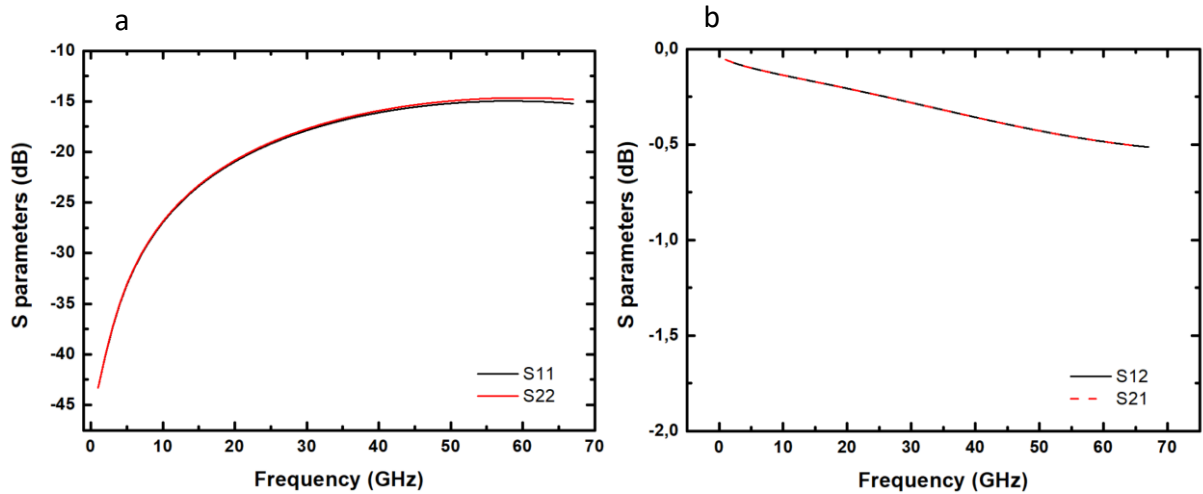 a
b
-10
-15
-20
-25
-30
-35
-40
-45
S parameters (dB)
S11
S22
0 10 20 30 40 50 60 70
Frequency (GHz)
0,0
-0,5
-1,0
-1,5
-2,0
S parameters (dB)
S12
S21
0 10 20 30 40 50 60 70
Frequency (GHz)